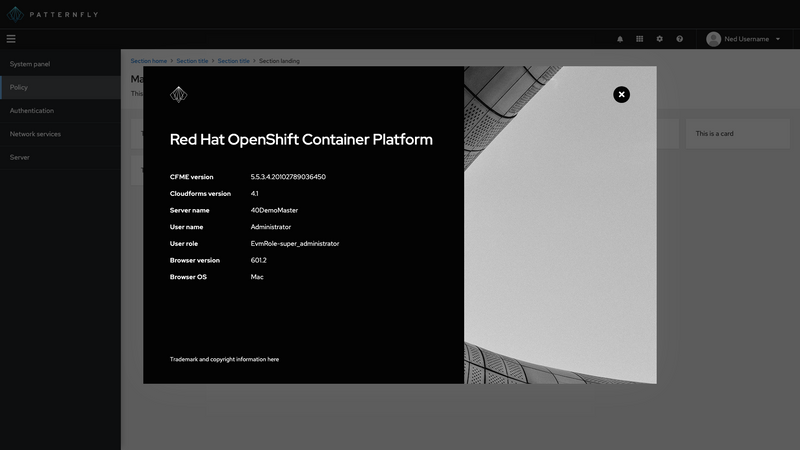 PATTERNFLY
Ned Username
System panel
Policy
Authentication
Network services
Server
Section home > Section title > Section title > Section landing
Ma
This
This is a card
Red Hat OpenShift Container Platform
CFME version 5.5.3.4.20102789036450
Cloudforms version 4.1
Server name 40DemoMaster
User name Administrator
User role EvmRole-super_administrator
Browser version 601.2
Browser OS Mac
Trademark and copyright information here